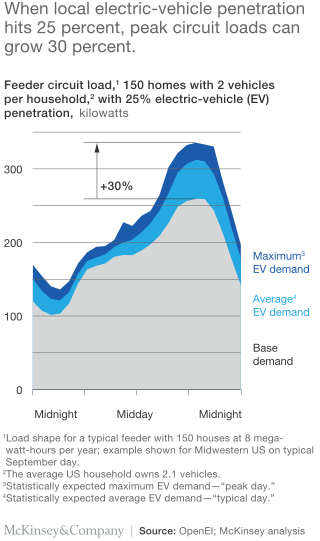 When local electric-vehicle penetration
hits 25 percent, peak circuit loads can
grow 30 percent.
Feeder circuit load,¹ 150 homes with 2 vehicles
per household,² with 25% electric-vehicle (EV)
penetration, kilowatts
300
+30%
200
Maximum³
EV demand
Average⁴
EV demand
100
Base
demand
0
Midnight Midday Midnight
¹Load shape for a typical feeder with 150 houses at 8 mega-
watt-hours per year; example shown for Midwestern US on typical
September day.
²The average US household owns 2.1 vehicles.
³Statistically expected maximum EV demand—“peak day.”
⁴Statistically expected average EV demand—“typical day.”
McKinsey&Company | Source: OpenEI; McKinsey analysis